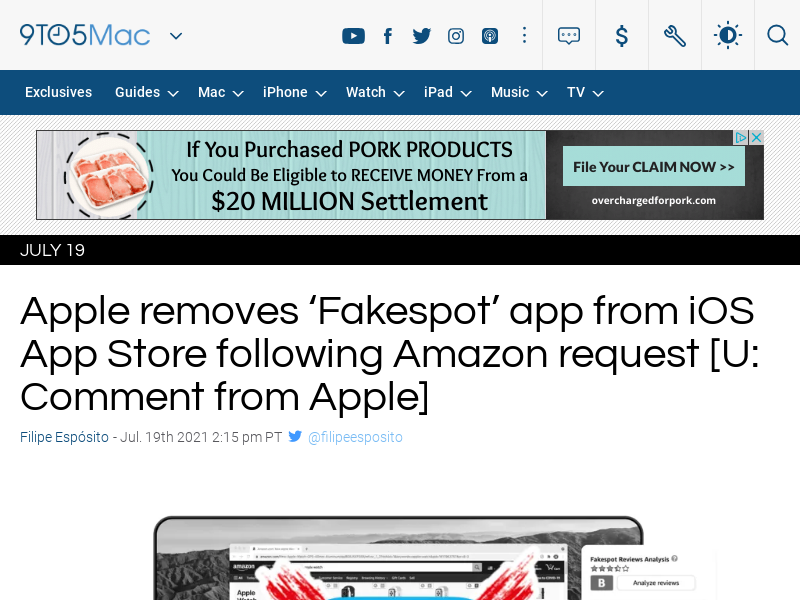 9TO5Mac
Exclusives Guides Mac iPhone Watch iPad Music TV
If You Purchased PORK PRODUCTS
You Could Be Eligible to RECEIVE MONEY From a
$20 MILLION Settlement
File Your CLAIM NOW >>
overchargedforpork.com
JULY 19
Apple removes ‘Fakespot’ app from iOS
App Store following Amazon request [U:
Comment from Apple]
Filipe Espósito - Jul. 19th 2021 2:15 pm PT @filipeesposito
Fakespot Reviews Analysis
amazon
B Analyze reviews
Apple